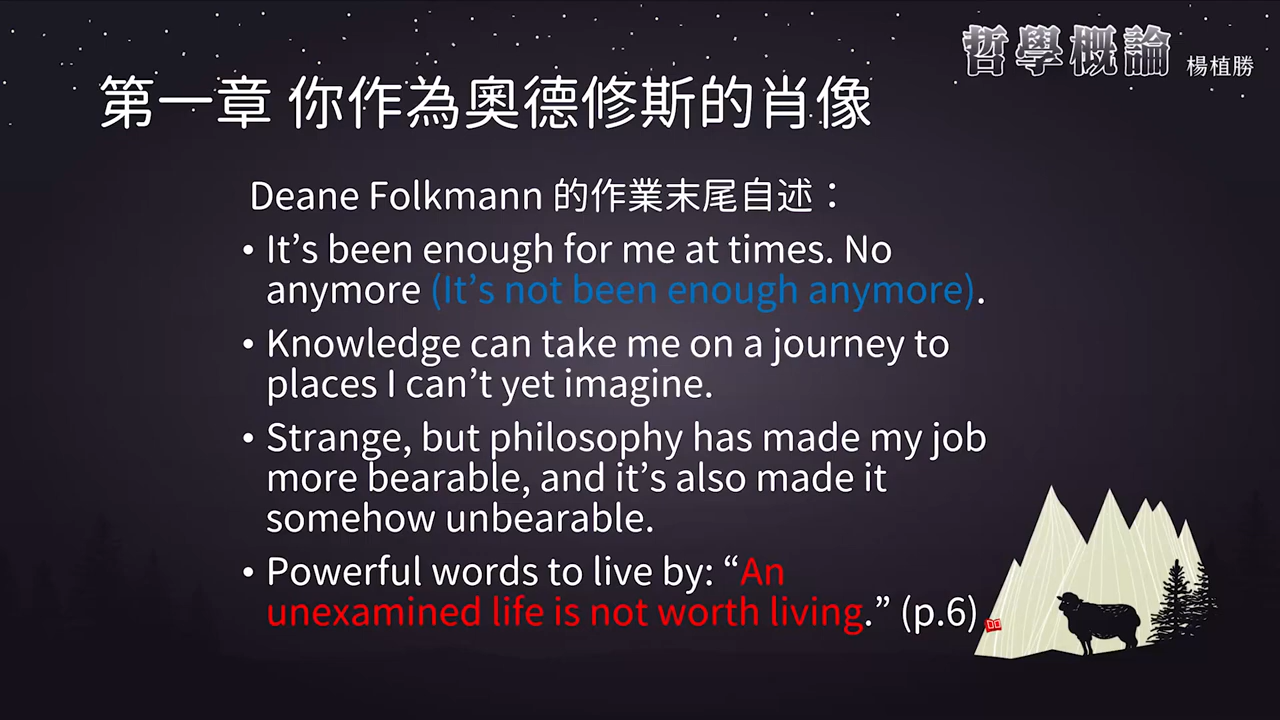 哲學概論 楊植勝
第一章 你作為奧德修斯的肖像
Deane Folkmann 的作業末尾自述：
• It’s been enough for me at times. No
anymore (It’s not been enough anymore).
• Knowledge can take me on a journey to
places I can’t yet imagine.
• Strange, but philosophy has made my job
more bearable, and it’s also made it
somehow unbearable.
• Powerful words to live by: “An
unexamined life is not worth living.” (p.6)